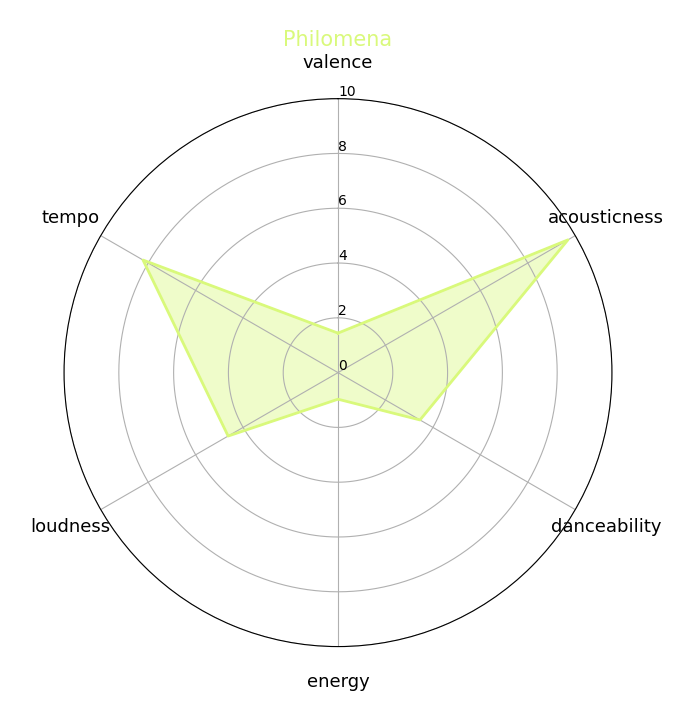 Philomena
valence
10
8
6
4
2
0
tempo
acousticness
loudness
danceability
energy